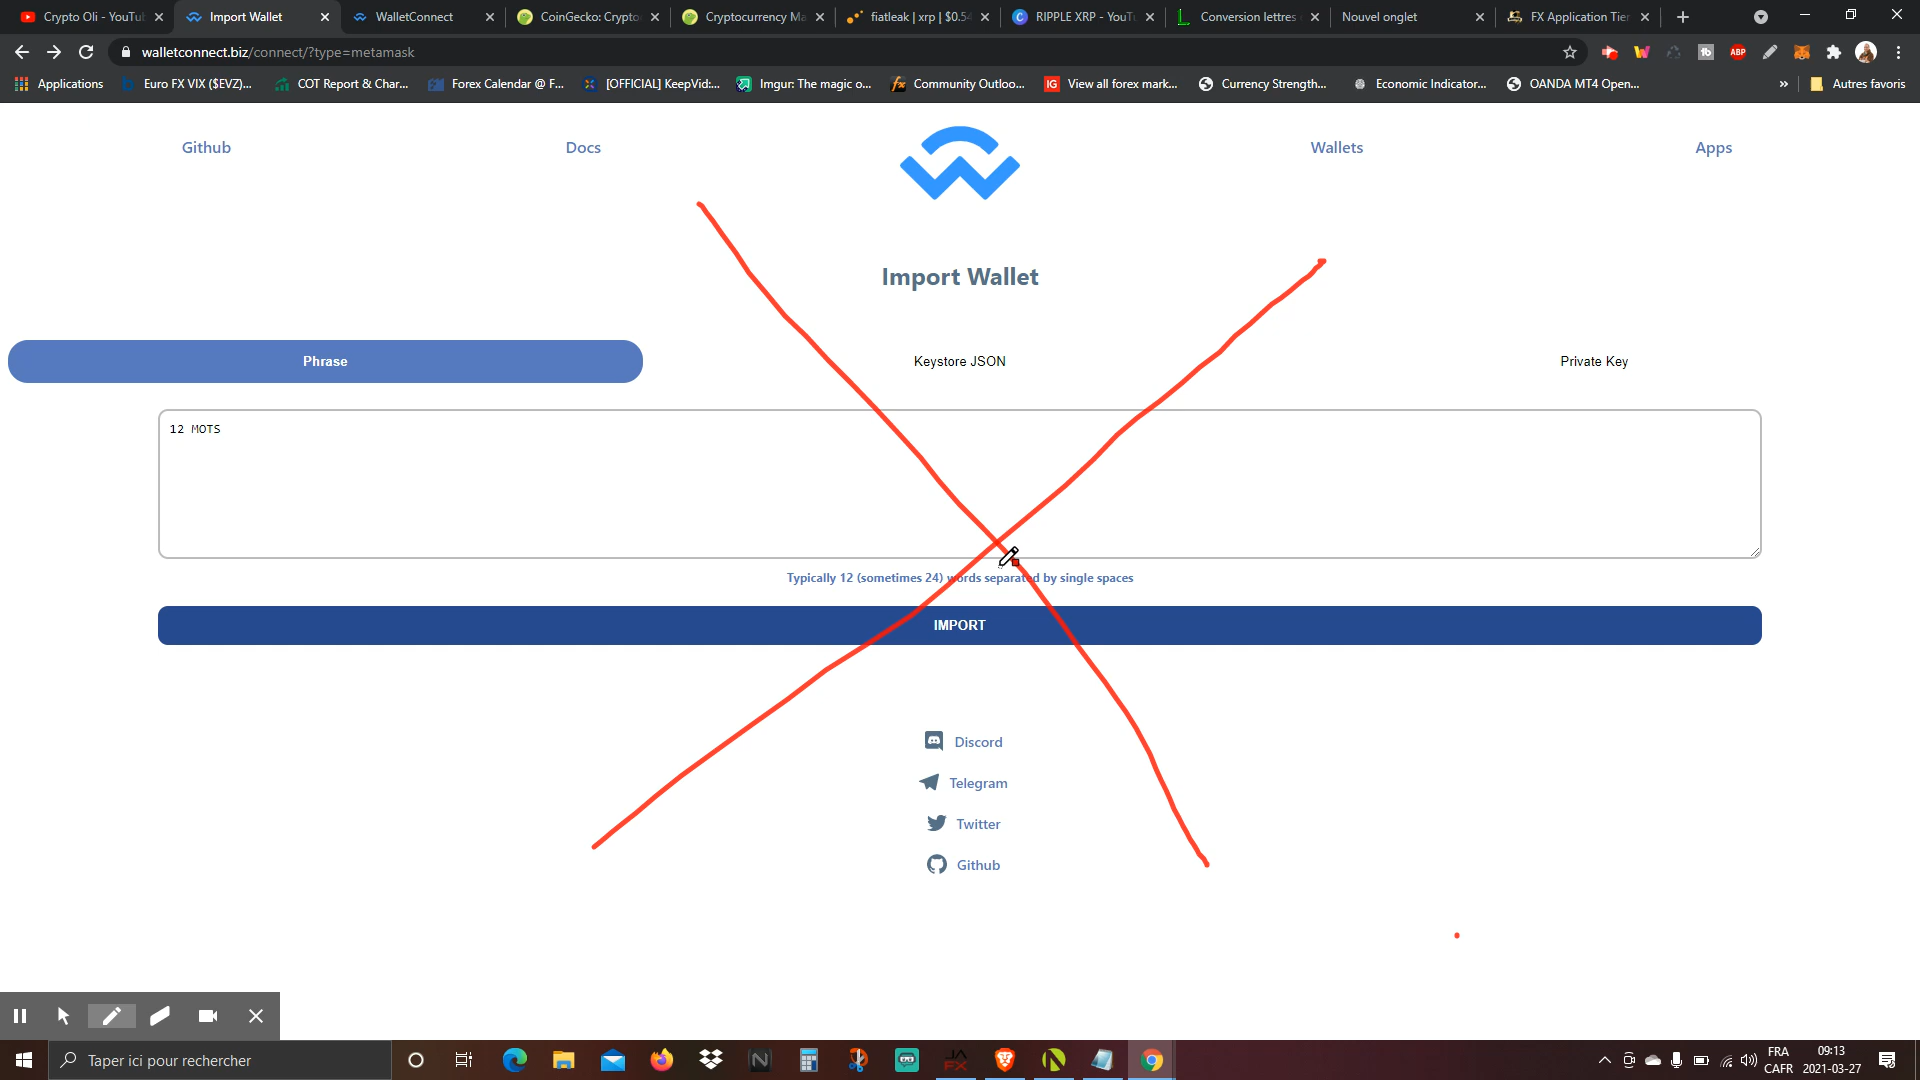 Crypto Oli - YouTu
Import Wallet
WalletConnect
CoinGecko: Crypto
Cryptocurrency Ma
fiatleak | xrp | $0.54
RIPPLE XRP - YouTu
Conversion lettres
Nouvel onglet
FX Application Tier
walletconnect.biz/connect/?type=metamask
Applications
Euro FX VIX ($EVZ)...
COT Report & Char...
Forex Calendar @ F...
[OFFICIAL] KeepVid:...
Imgur: The magic o...
Community Outloo...
View all forex mark...
Currency Strength...
Economic Indicator...
OANDA MT4 Open...
»
Autres favoris
Github
Docs
Wallets
Apps
Import Wallet
Phrase
Keystore JSON
Private Key
12 MOTS
Typically 12 (sometimes 24) words separated by single spaces
IMPORT
Discord
Telegram
Twitter
Github
Taper ici pour rechercher
FRA
CAFR
09:13
2021-03-27